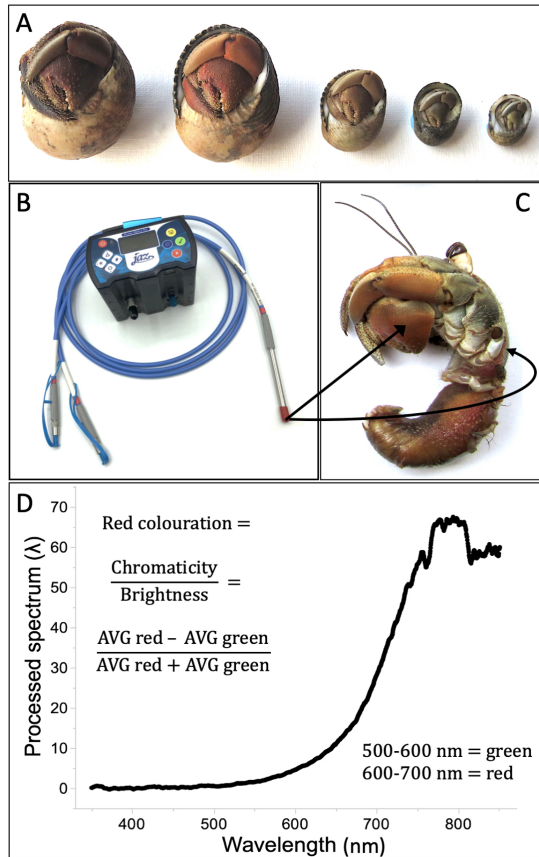 A
B
jaz
C
D
Red colouration =
Chromaticity
Brightness
=
AVG red – AVG green
AVG red + AVG green
500-600 nm = green
600-700 nm = red
Processed spectrum (λ)
70
60
50
40
30
20
10
0
400
500
600
700
800
Wavelength (nm)